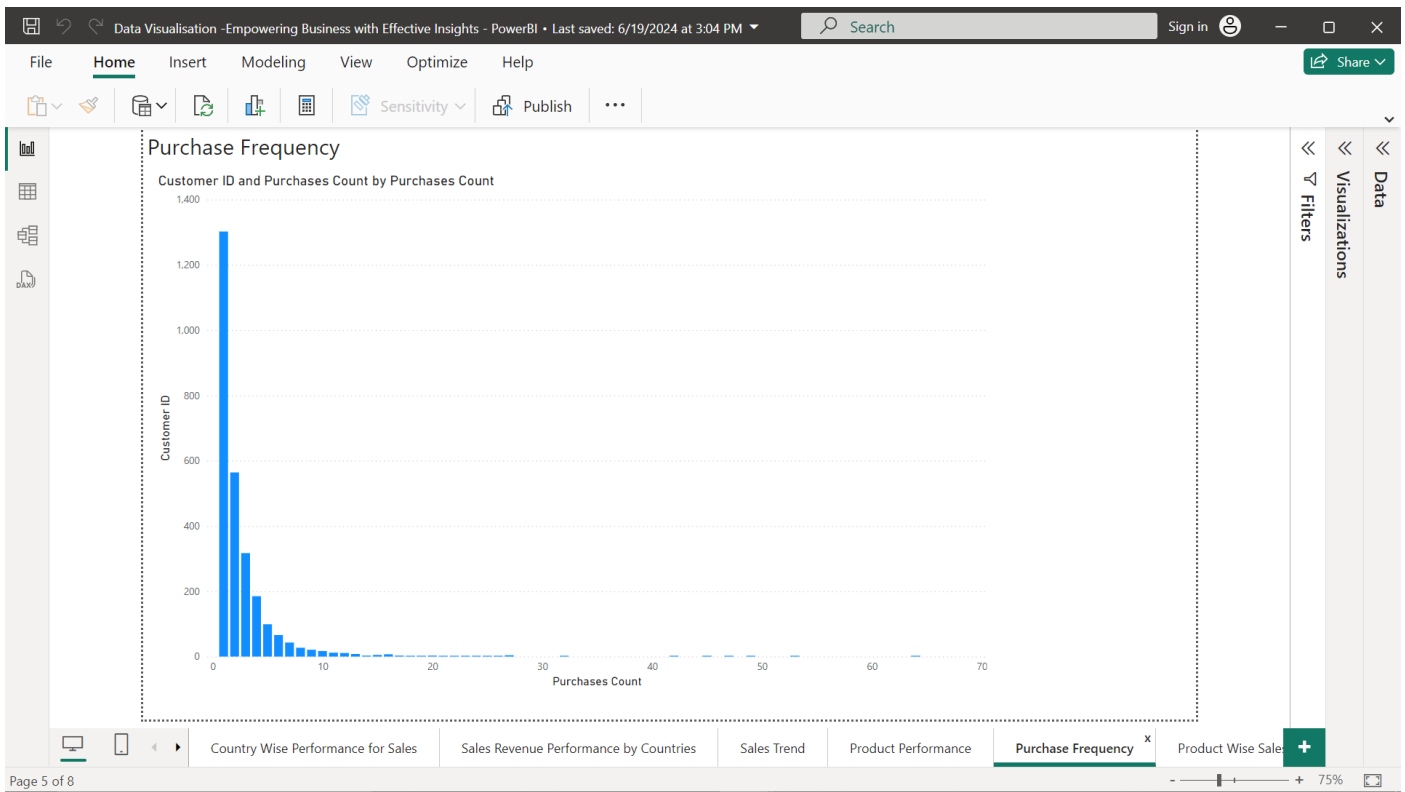 Data Visualisation -Empowering Business with Effective Insights - PowerBI • Last saved: 6/19/2024 at 3:04 PM
Search
Sign in
File Home Insert Modeling View Optimize Help
Share
Sensitivity
Publish
DAX
Purchase Frequency
Customer ID and Purchases Count by Purchases Count
1,400
1,200
1,000
800
600
400
200
0
Customer ID
0 10 20 30 40 50 60 70
Purchases Count
Filters
Visualizations
Data
Country Wise Performance for Sales
Sales Revenue Performance by Countries
Sales Trend
Product Performance
Purchase Frequency
x
Product Wise Sale
+
Page 5 of 8
- + 75%